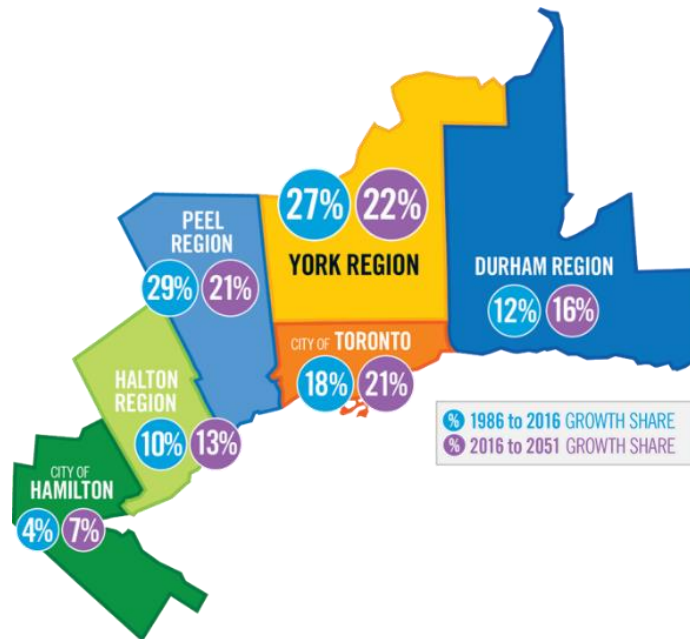 27% 22%
YORK REGION
PEEL
REGION
29% 21%
DURHAM REGION
12% 16%
CITY OF TORONTO
18% 21%
HALTON
REGION
10% 13%
% 1986 to 2016 GROWTH SHARE
% 2016 to 2051 GROWTH SHARE
CITY OF
HAMILTON
4% 7%